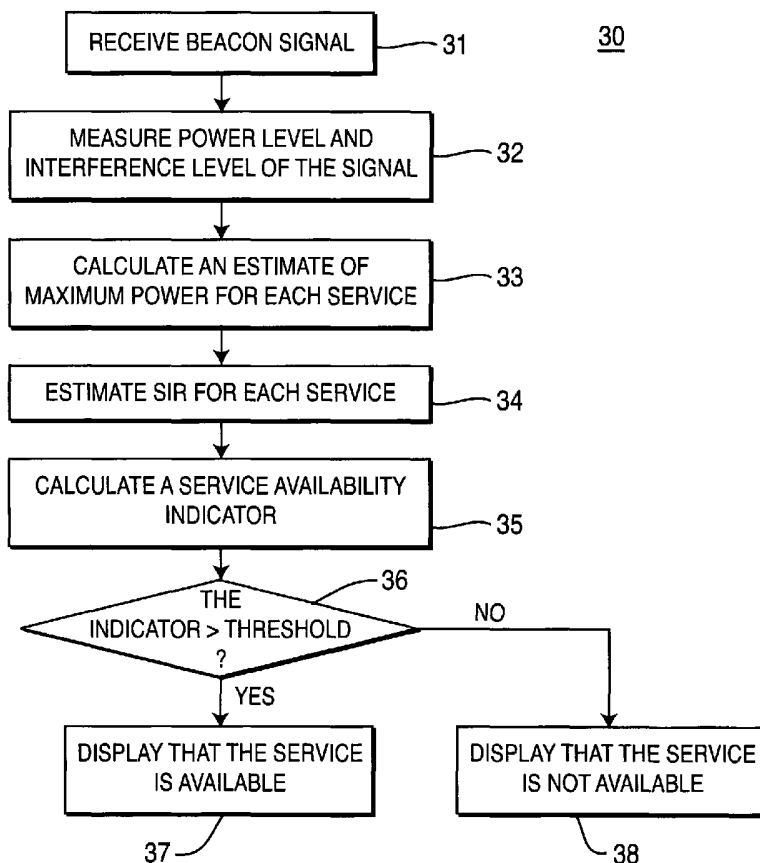 RECEIVE BEACON SIGNAL
31
30
MEASURE POWER LEVEL AND
INTERFERENCE LEVEL OF THE SIGNAL
32
CALCULATE AN ESTIMATE OF
MAXIMUM POWER FOR EACH SERVICE
33
ESTIMATE SIR FOR EACH SERVICE
34
CALCULATE A SERVICE AVAILABILITY
INDICATOR
35
36
THE
INDICATOR > THRESHOLD
?
NO
YES
DISPLAY THAT THE SERVICE
IS AVAILABLE
37
DISPLAY THAT THE SERVICE
IS NOT AVAILABLE
38